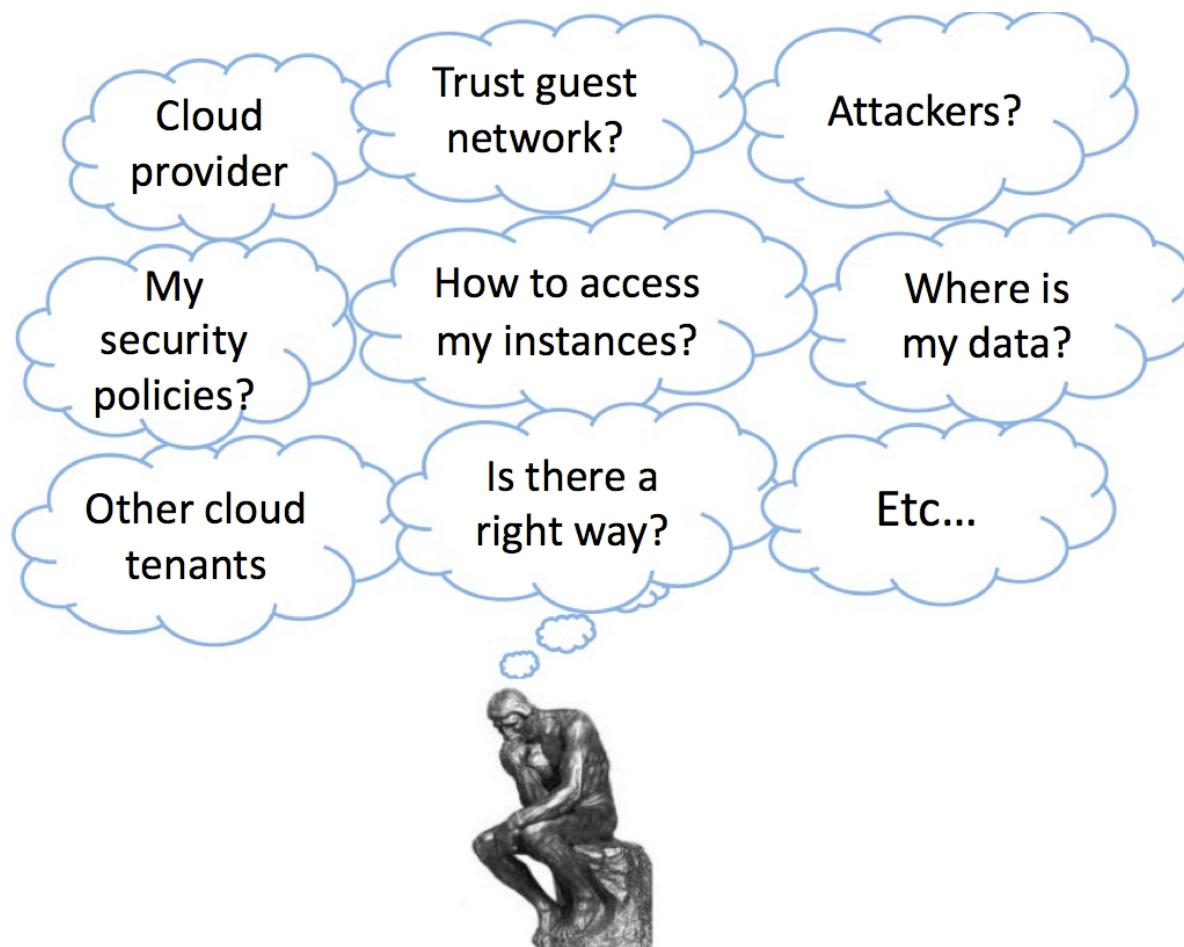 Cloud
provider
Trust guest
network?
Attackers?
My
security
policies?
How to access
my instances?
Where is
my data?
Other cloud
tenants
Is there a
right way?
Etc...